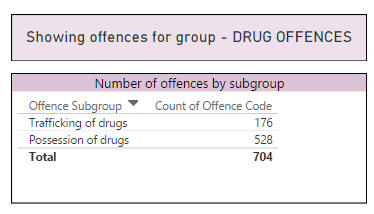 Showing offences for group - DRUG OFFENCES
Number of offences by subgroup
Offence Subgroup Count of Offence Code
Trafficking of drugs 176
Possession of drugs 528
Total 704